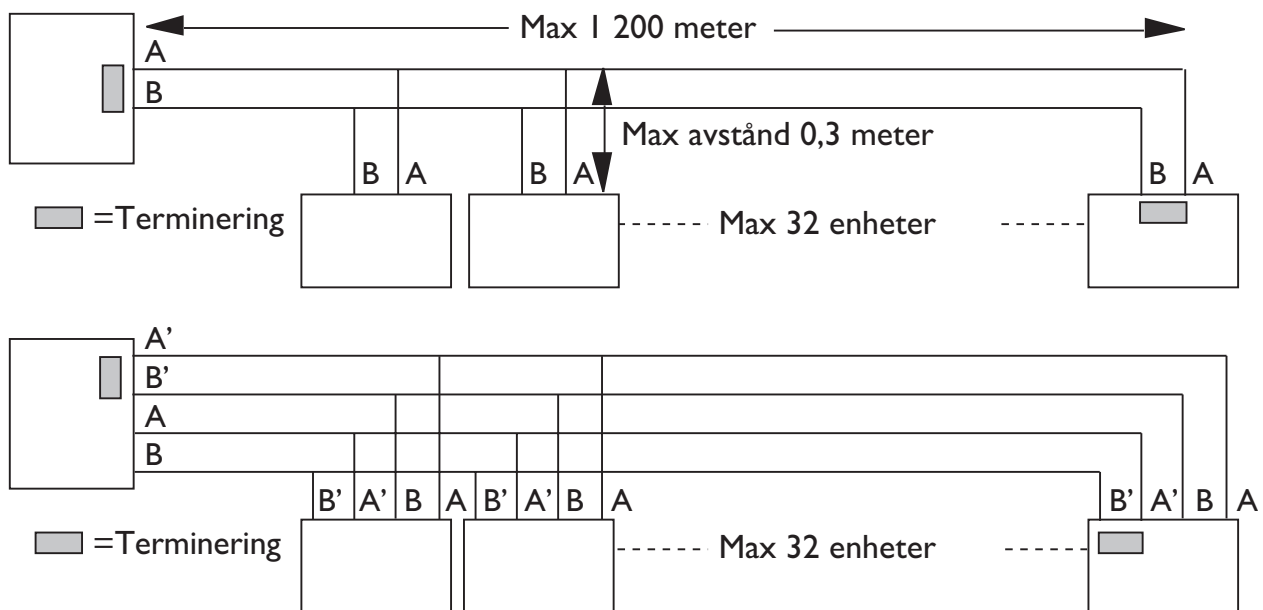 Max 1 200 meter
A
B
Max avstånd 0,3 meter
B A B A B A
=Terminering
Max 32 enheter
A’
B’
A
B
B’ A’ B A B’ A’ B A B’ A’ B A
=Terminering
Max 32 enheter